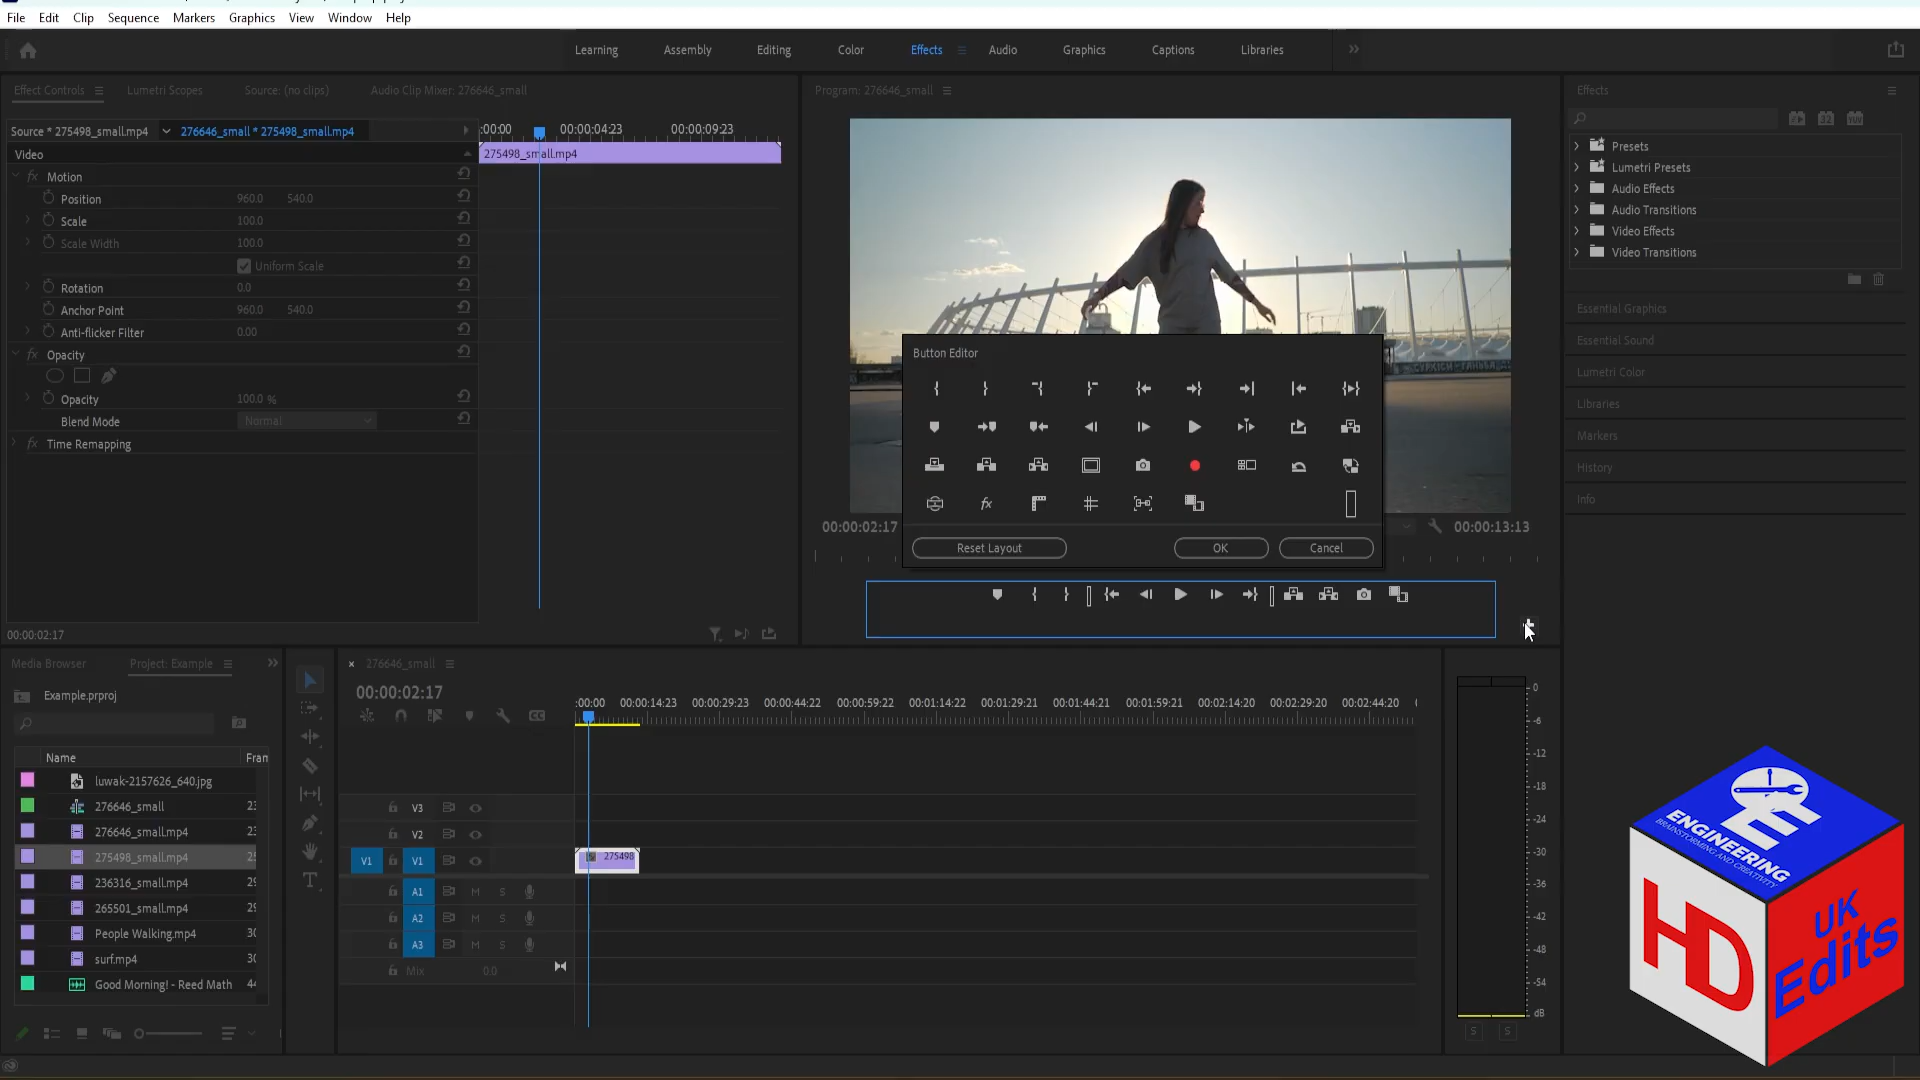 File Edit Clip Sequence Markers Graphics View Window Help
Learning Assembly Editing Color Effects Audio Graphics Captions Libraries
Effect Controls Lumetri Scopes Source: (no clips) Audio Clip Mixer: 276646_small
Program: 276646_small
Effects
Source * 275498_small.mp4 276646_small * 275498_small.mp4
:00:00 00:00:04:23 00:00:09:23
Video
275498_small.mp4
Motion
Position 960.0 540.0
Scale 100.0
Scale Width 100.0
Uniform Scale
Rotation 0.0
Anchor Point 960.0 540.0
Anti-flicker Filter 0.00
Opacity
Opacity 100.0 %
Blend Mode Normal
Time Remapping
00:00:02:17
Button Editor
Reset Layout OK Cancel
00:00:02:17 00:00:13:13
Presets
Lumetri Presets
Audio Effects
Audio Transitions
Video Effects
Video Transitions
Essential Graphics
Essential Sound
Lumetri Color
Libraries
Markers
History
Info
Media Browser Project: Example
Example.prproj
Name
luwak-2157626_640.jpg
276646_small
276646_small.mp4
275498_small.mp4
236316_small.mp4
265501_small.mp4
People Walking.mp4
surf.mp4
Good Morning! - Reed Math
276646_small
00:00:02:17
:00:00 00:00:14:23 00:00:29:23 00:00:44:22 00:00:59:22 00:01:14:22 00:01:29:21 00:01:44:21 00:01:59:21 00:02:14:20 00:02:29:20 00:02:44:20
V3
V2
V1 V1 275498
A1 M S
A2 M S
A3 M S
Mix 0.0
0
-6
-12
-18
-24
-30
-36
-42
-48
-54
dB
S S
ENGINEERING
BRAINSTORMING AND CREATIVITY
HD
UK
Edits